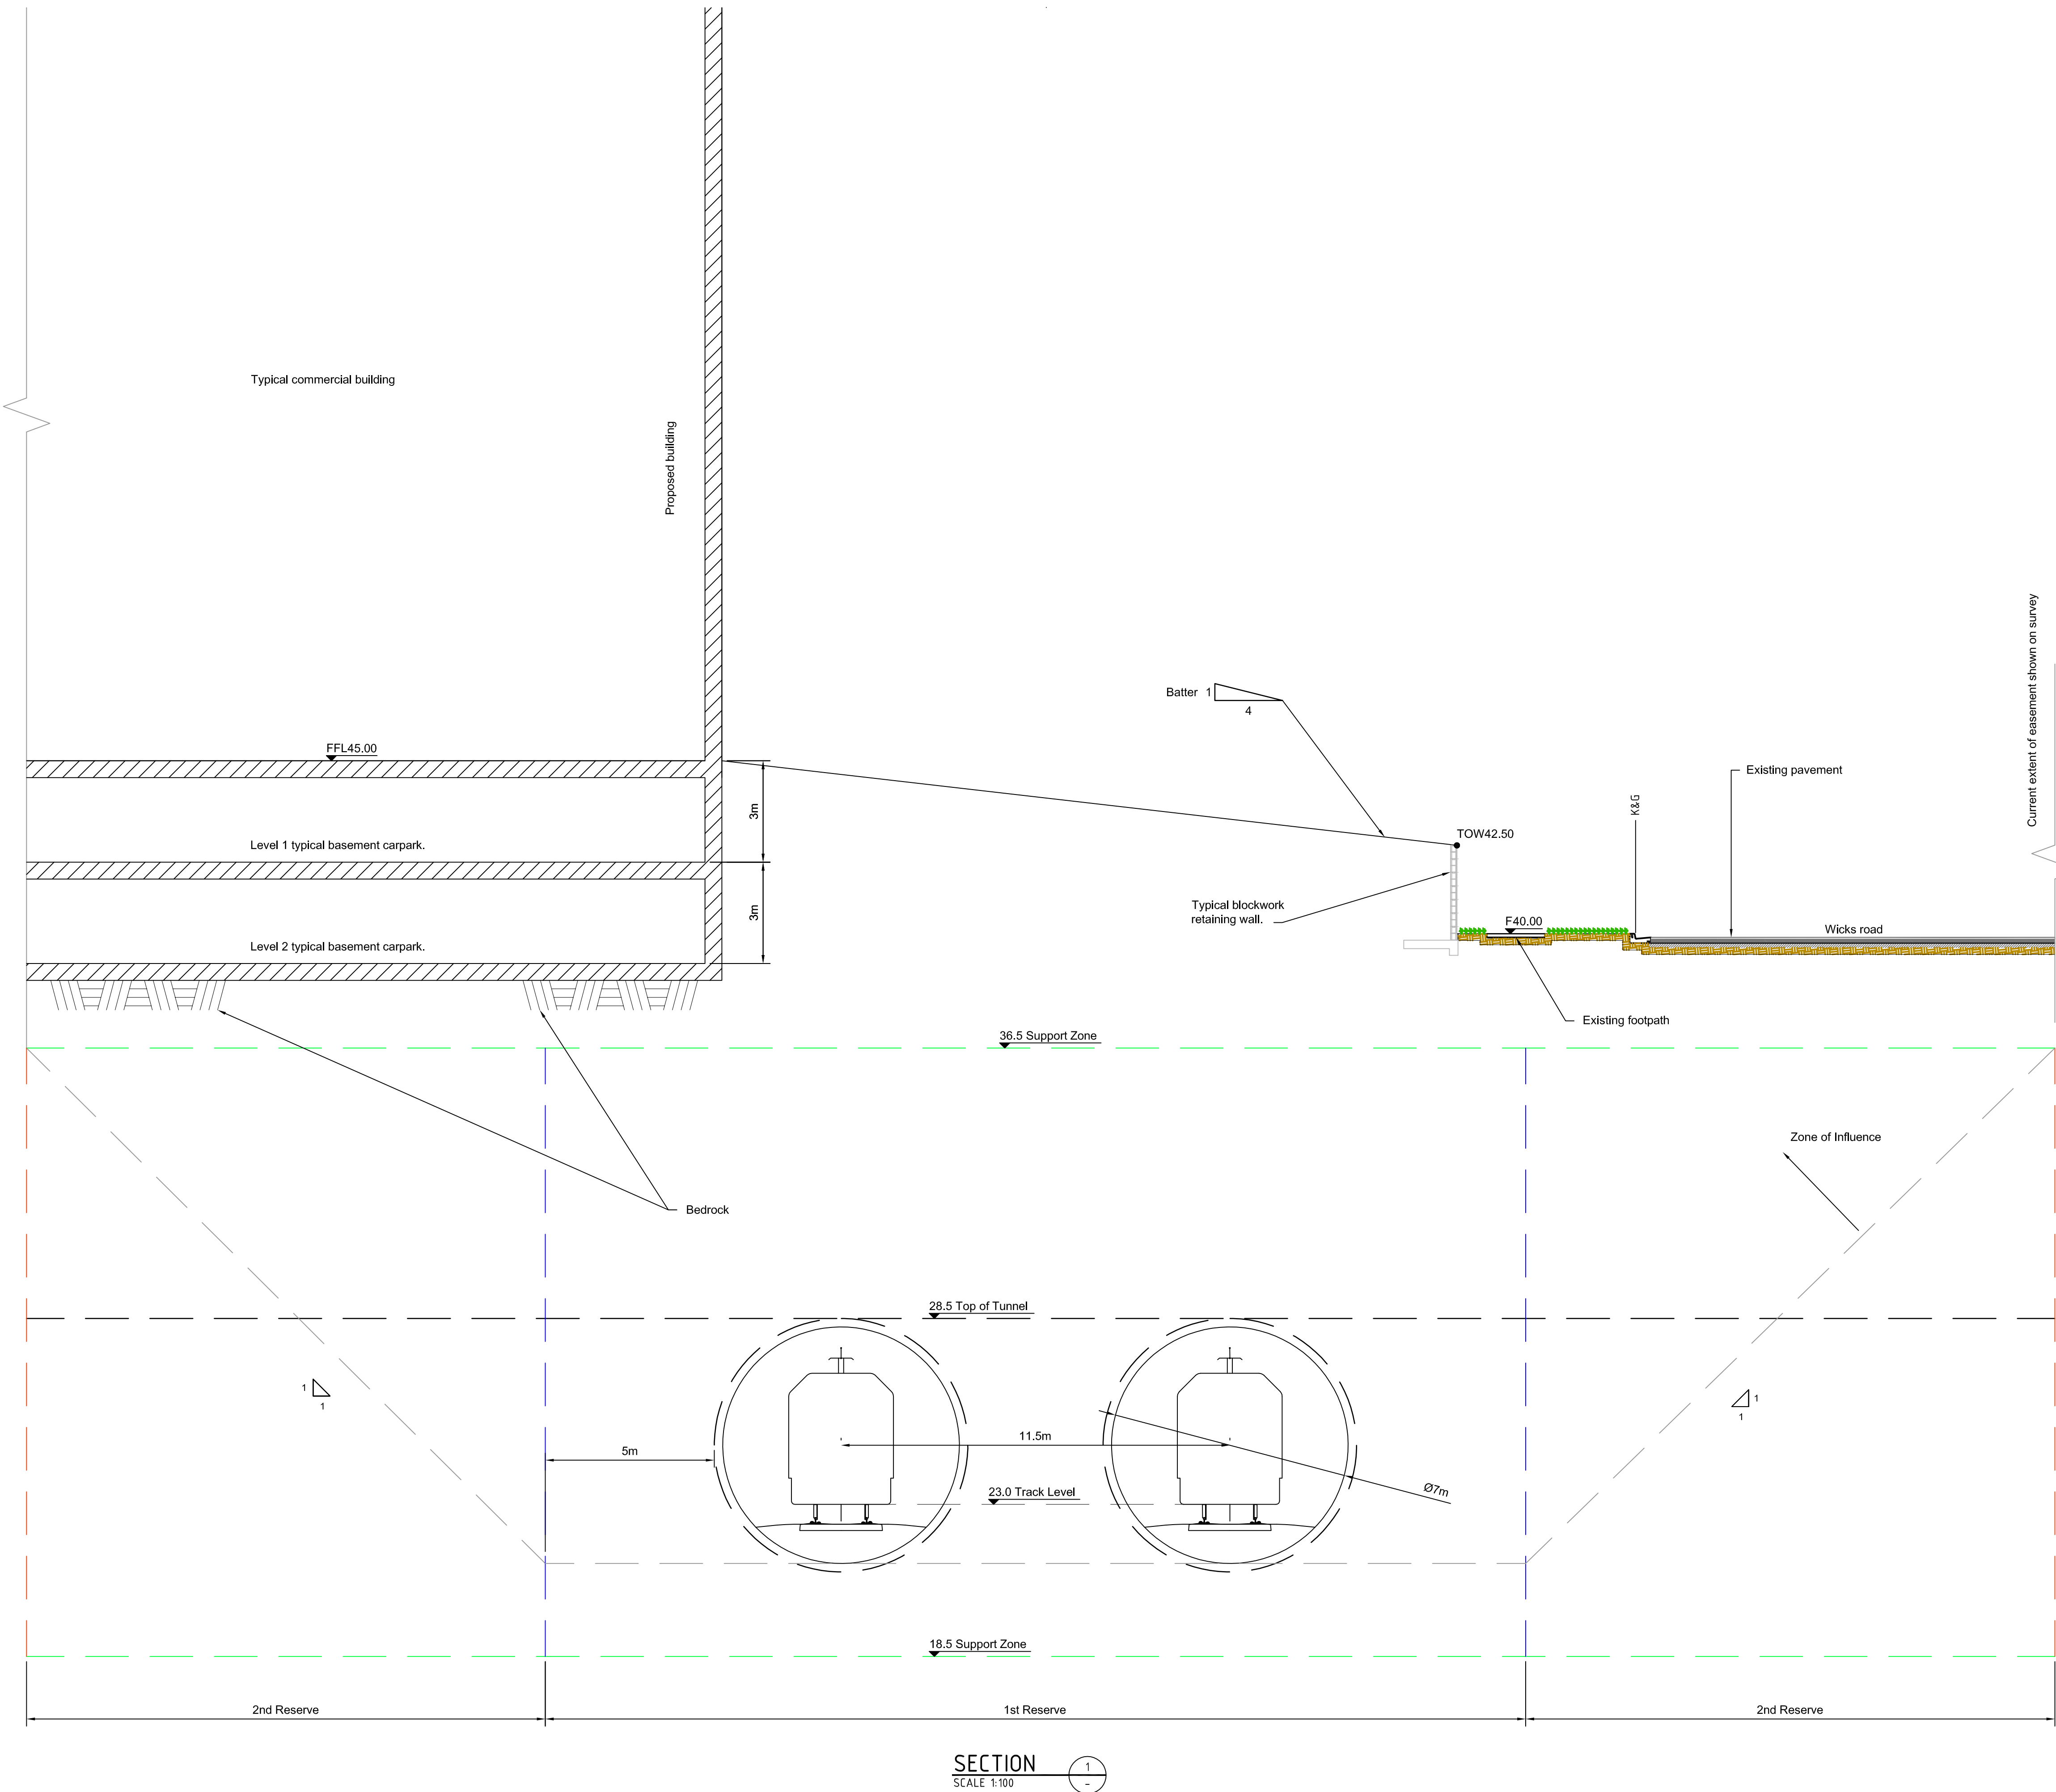 Typical commercial building
Proposed building
Current extent of easement shown on survey
Batter 1
4
FFL45.00
3m
Existing pavement
K&G
TOW42.50
Level 1 typical basement carpark.
3m
Typical blockwork
retaining wall.
F40.00
Wicks road
Level 2 typical basement carpark.
Existing footpath
36.5 Support Zone
Zone of Influence
Bedrock
28.5 Top of Tunnel
1
1
1
1
11.5m
5m
23.0 Track Level
Ø7m
18.5 Support Zone
2nd Reserve
1st Reserve
2nd Reserve
SECTION
SCALE 1:100
1
-